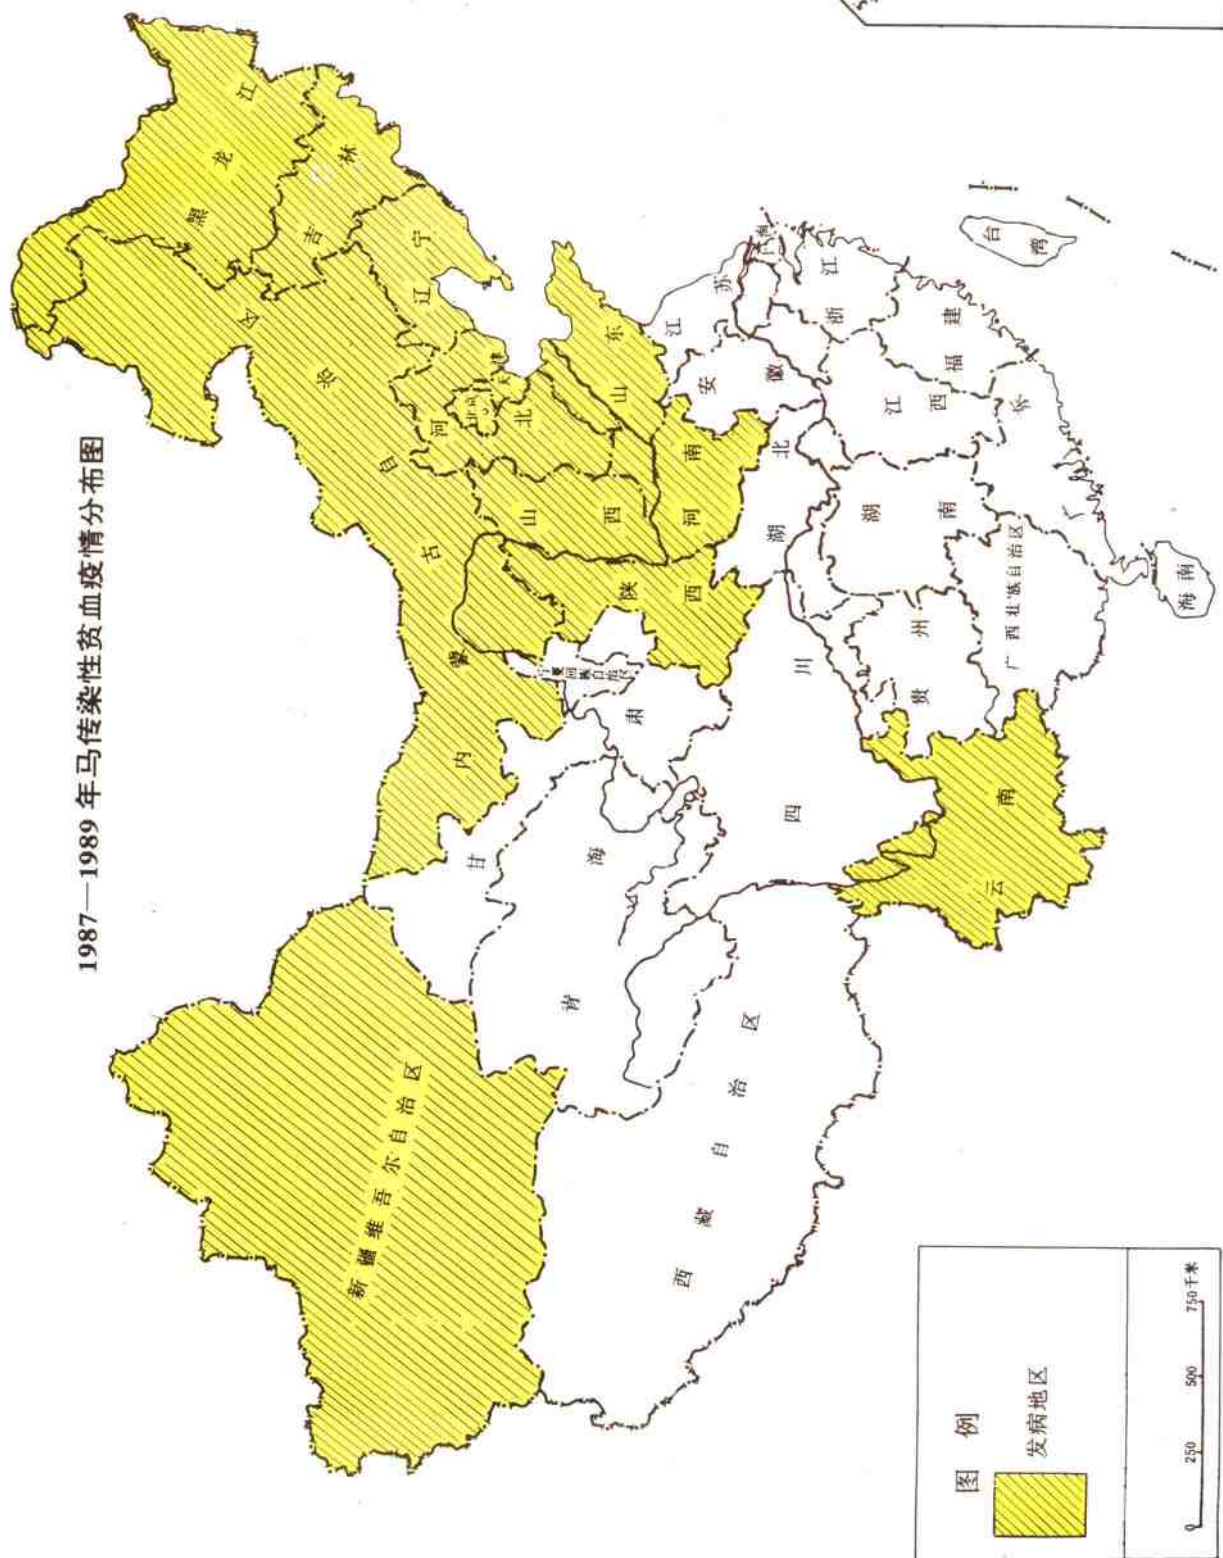 1987—1989年马传染性贫血疫情分布图
黑龙江
吉林
辽宁
内蒙古自
河北
北京
天津
山东
山西
河南
陕西
宁夏回族自治区
甘肃
青海
新疆维吾尔自治区
西藏自治区
四川
云南
贵州
广西壮族自治区
湖北
湖南
江西
安徽
江苏
浙江
福建
广东
海南
台湾
图例
发病地区
0 250 500 750千米